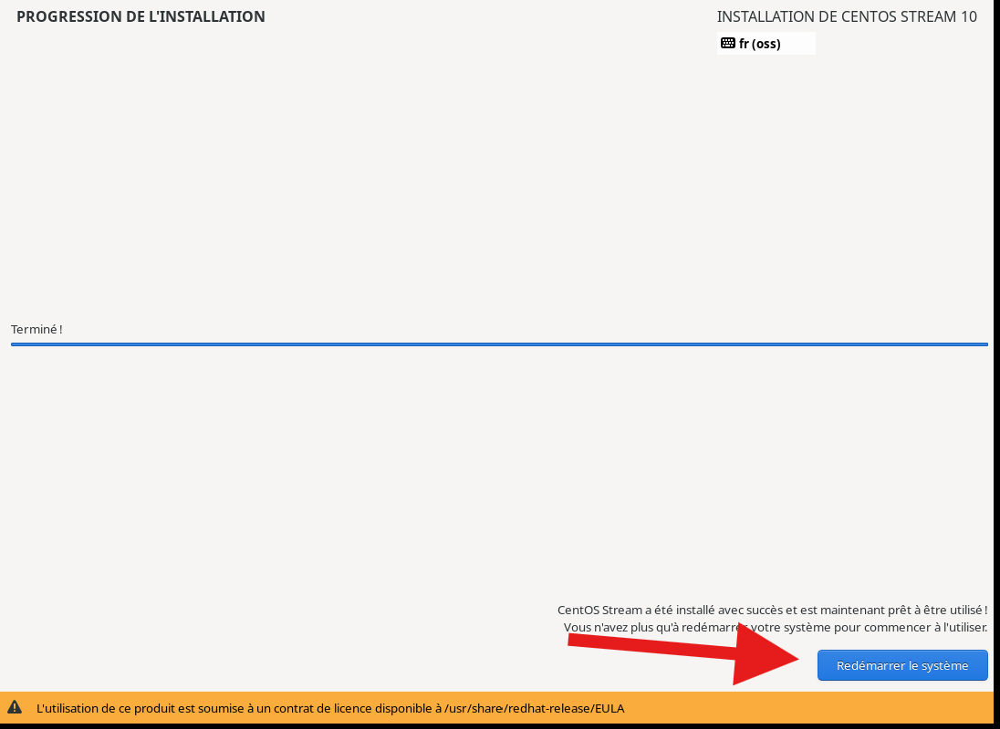 PROGRESSION DE L'INSTALLATION
INSTALLATION DE CENTOS STREAM 10
fr (oss)
Terminé !
CentOS Stream a été installé avec succès et est maintenant prêt à être utilisé !
Vous n'avez plus qu'à redémarrer votre système pour commencer à l'utiliser.
Redémarrer le système
L'utilisation de ce produit est soumise à un contrat de licence disponible à /usr/share/redhat-release/EULA